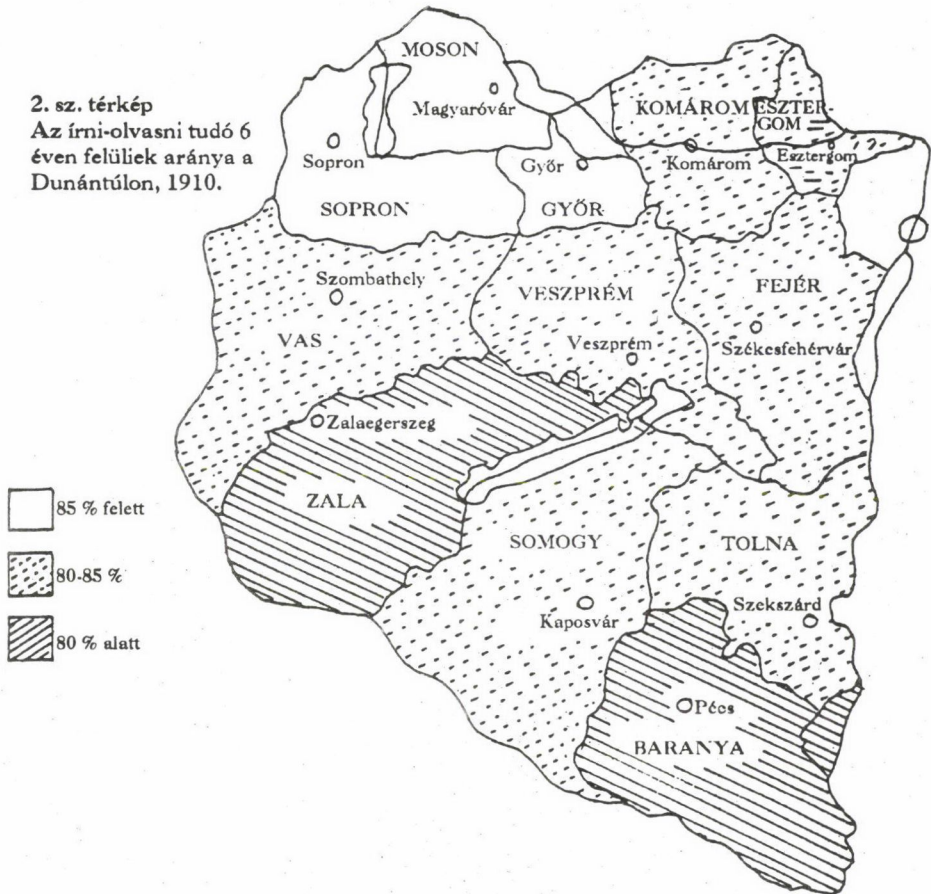 2. sz. térkép
Az írni-olvasni tudó 6
éven felüliek aránya a
Dunántúlon, 1910.
MOSON
Magyaróvár
KOMÁROM
ESZTER-
GOM
Sopron
Győr
Komárom
Esztergom
SOPRON
GYŐR
Szombathely
VESZPRÉM
FEJÉR
VAS
Veszprém
Székesfehérvár
Zalaegerszeg
ZALA
SOMOGY
TOLNA
Kaposvár
Szekszárd
Pécs
BARANYA
85 % felett
80-85 %
80 % alatt